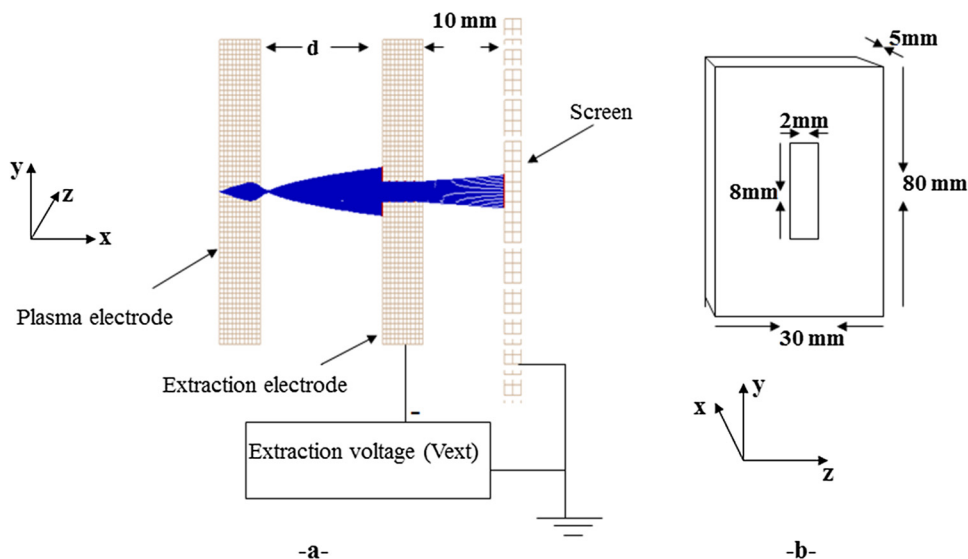 10 mm
d
Screen
y
z
x
Plasma electrode
Extraction electrode
-
Extraction voltage (Vext)
-a-
5mm
2mm
8mm
80 mm
30 mm
y
x
z
-b-